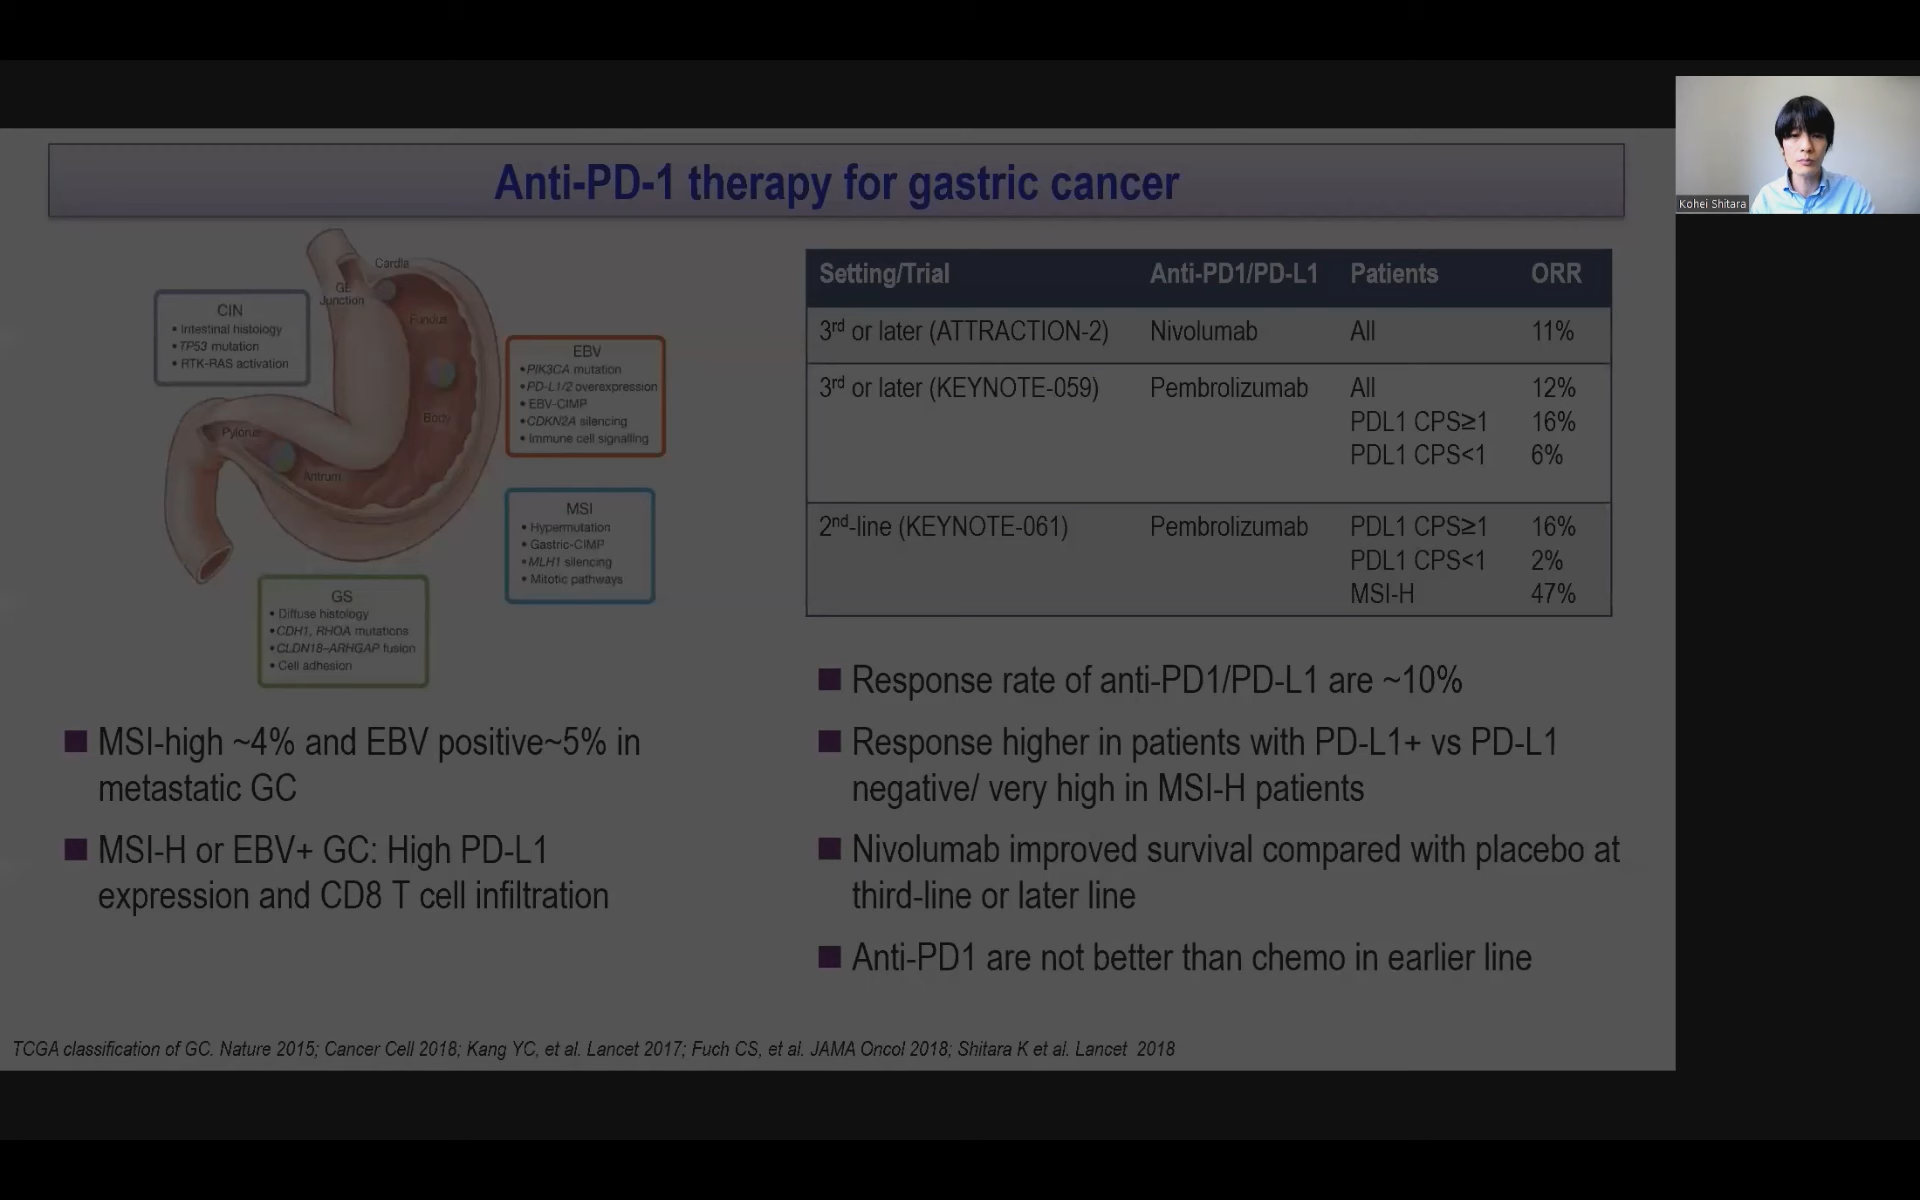 Kohei Shitara
Anti-PD-1 therapy for gastric cancer
Cardia
GE
Junction
Fundus
Body
Pylorus
Antrum
CIN
• Intestinal histology
• TP53 mutation
• RTK-RAS activation
EBV
• PIK3CA mutation
• PD-L1/2 overexpression
• EBV-CIMP
• CDKN2A silencing
• Immune cell signalling
MSI
• Hypermutation
• Gastric-CIMP
• MLH1 silencing
• Mitotic pathways
GS
• Diffuse histology
• CDH1, RHOA mutations
• CLDN18–ARHGAP fusion
• Cell adhesion
MSI-high ~4% and EBV positive~5% in
metastatic GC
MSI-H or EBV+ GC: High PD-L1
expression and CD8 T cell infiltration
Setting/Trial Anti-PD1/PD-L1 Patients ORR
3rd or later (ATTRACTION-2) Nivolumab All 11%
3rd or later (KEYNOTE-059) Pembrolizumab All 12%
PDL1 CPS≥1 16%
PDL1 CPS<1 6%
2nd-line (KEYNOTE-061) Pembrolizumab PDL1 CPS≥1 16%
PDL1 CPS<1 2%
MSI-H 47%
Response rate of anti-PD1/PD-L1 are ~10%
Response higher in patients with PD-L1+ vs PD-L1
negative/ very high in MSI-H patients
Nivolumab improved survival compared with placebo at
third-line or later line
Anti-PD1 are not better than chemo in earlier line
TCGA classification of GC. Nature 2015; Cancer Cell 2018; Kang YC, et al. Lancet 2017; Fuch CS, et al. JAMA Oncol 2018; Shitara K et al. Lancet 2018